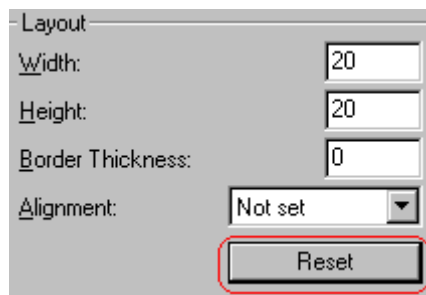 Layout
Width: 20
Height: 20
Border Thickness: 0
Alignment: Not set
Reset